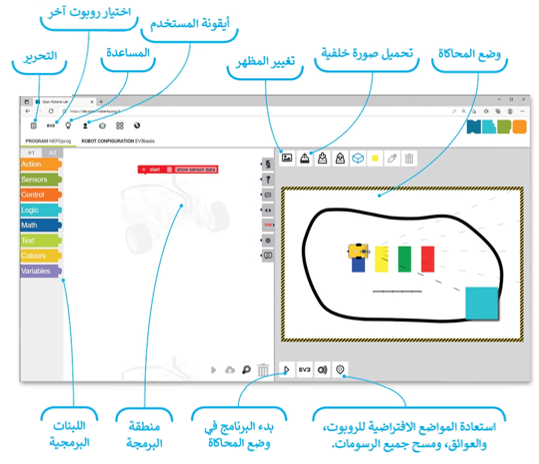 اختيار روبوت آخر
أيقونة المستخدم
التحرير
المساعدة
تغيير المظهر
تحميل صورة خلفية
وضع المحاكاة
Open Roberta Lab
EV3
NEPO
PROGRAM NEPOprog
ROBOT CONFIGURATION EV3basis
Action
Sensors
Control
Logic
Math
Text
Colours
Variables
start
show sensor data
EV3
اللبنات
البرمجية
منطقة
البرمجة
بدء البرنامج في
وضع المحاكاة
استعادة المواضع الافتراضية للروبوت،
والعوائق، ومسح جميع الرسومات.